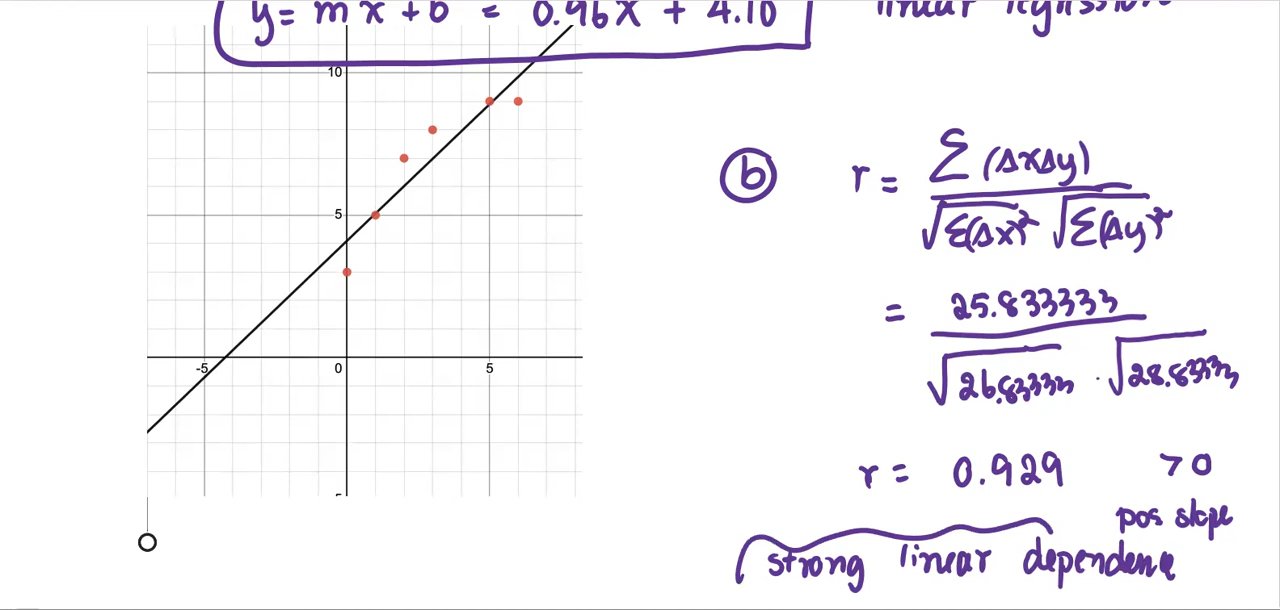 y = mx + b = 0.96x + 4.10 linear regression
10
5
-5 0 5
b r = Σ(ΔxΔy) / √Σ(Δx)² √Σ(Δy)²
= 25.833333 / √26.83333 · √28.83333
r = 0.929 > 0
pos slope
strong linear dependence